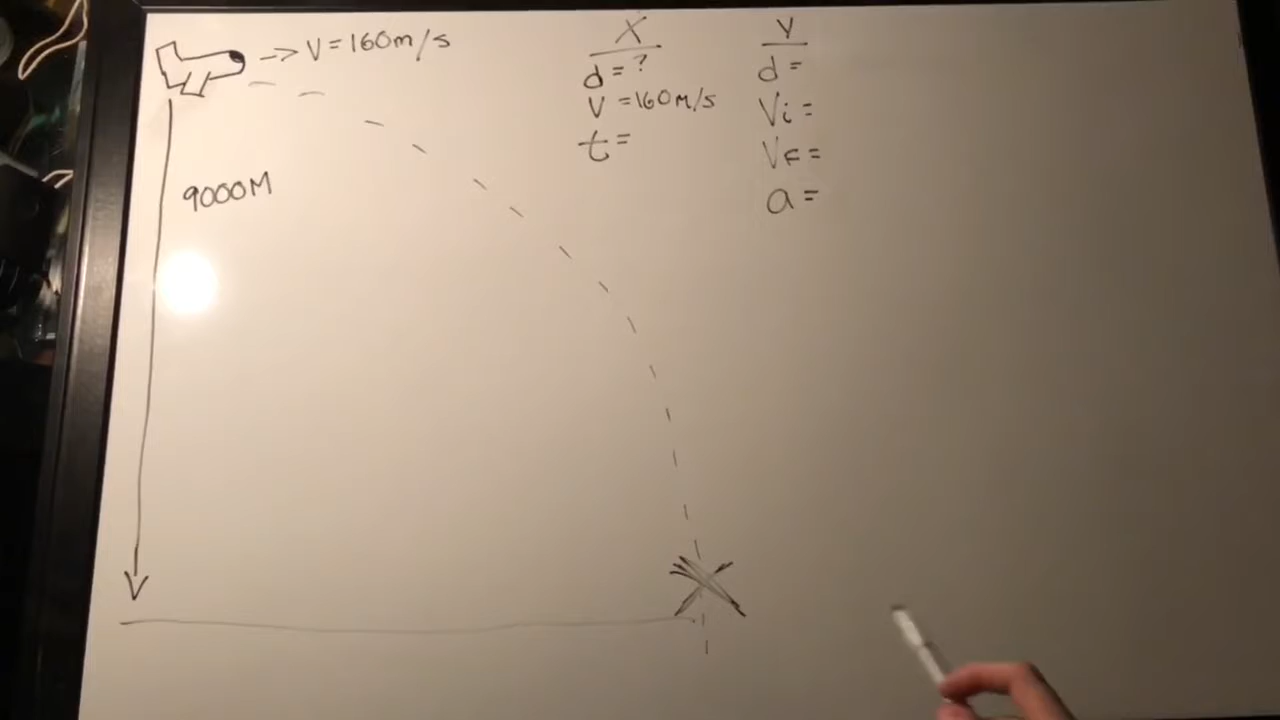 V = 160m/s
9000M
X
d = ?
V = 160M/s
t =
Y
d =
Vi =
VF =
a =